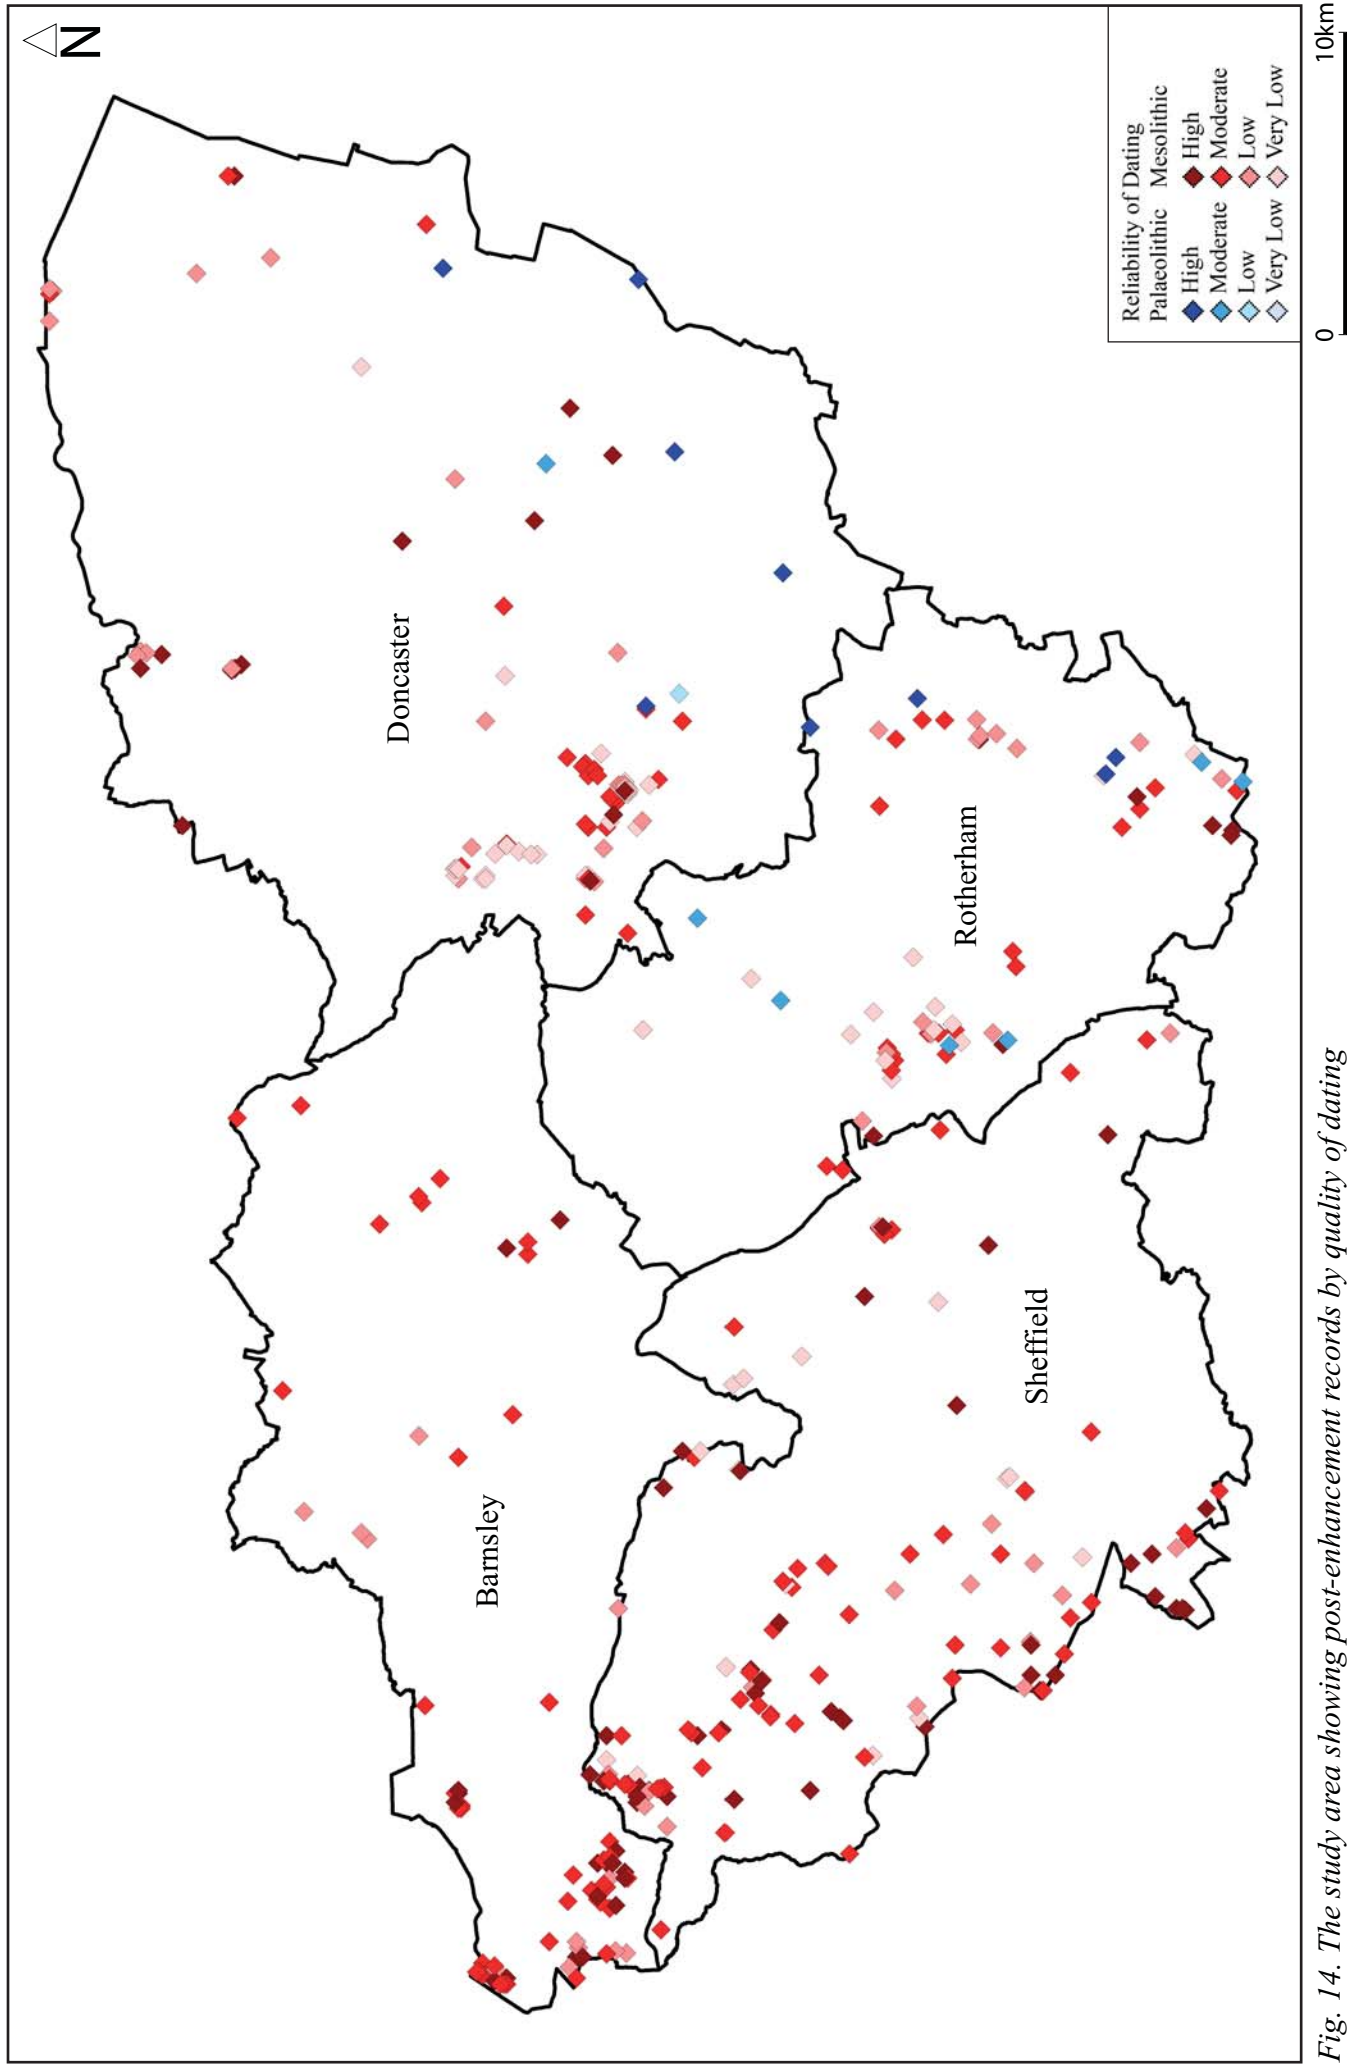 N
Doncaster
Barnsley
Rotherham
Sheffield
Reliability of Dating
Palaeolithic Mesolithic
High High
Moderate Moderate
Low Low
Very Low Very Low
0 10km
Fig. 14. The study area showing post-enhancement records by quality of dating